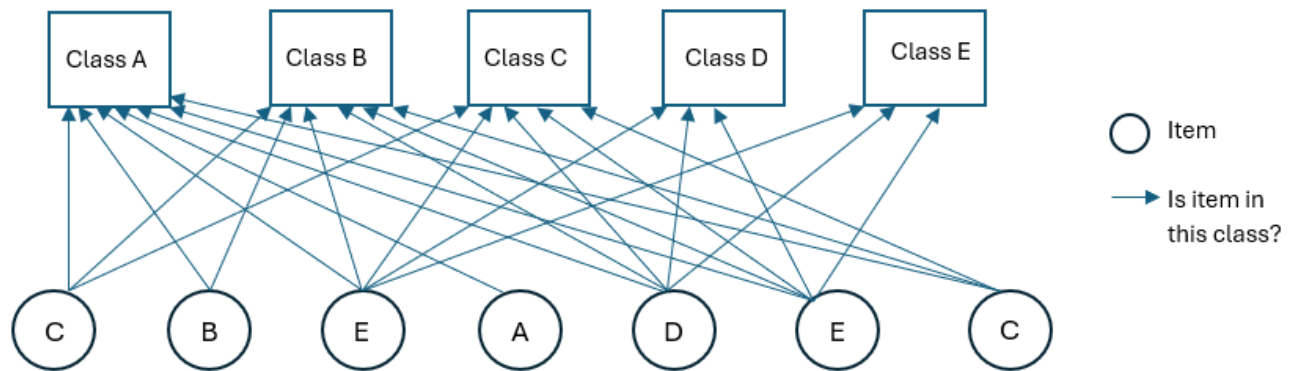 Class A
Class B
Class C
Class D
Class E
Item
Is item in
this class?
C
B
E
A
D
E
C